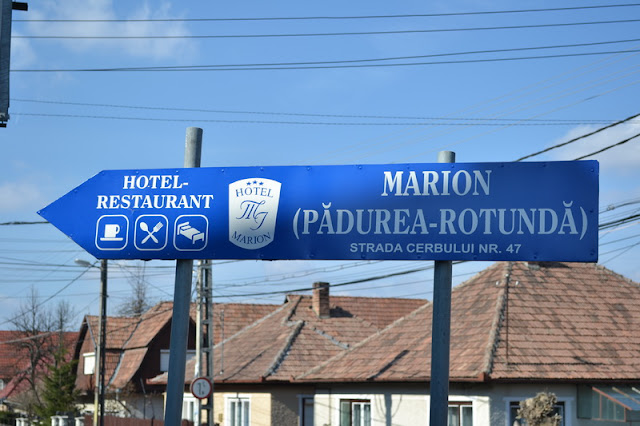 HOTEL-
RESTAURANT
HOTEL
MARION
MARION
(PĂDUREA-ROTUNDĂ)
STRADA CERBULUI NR. 47